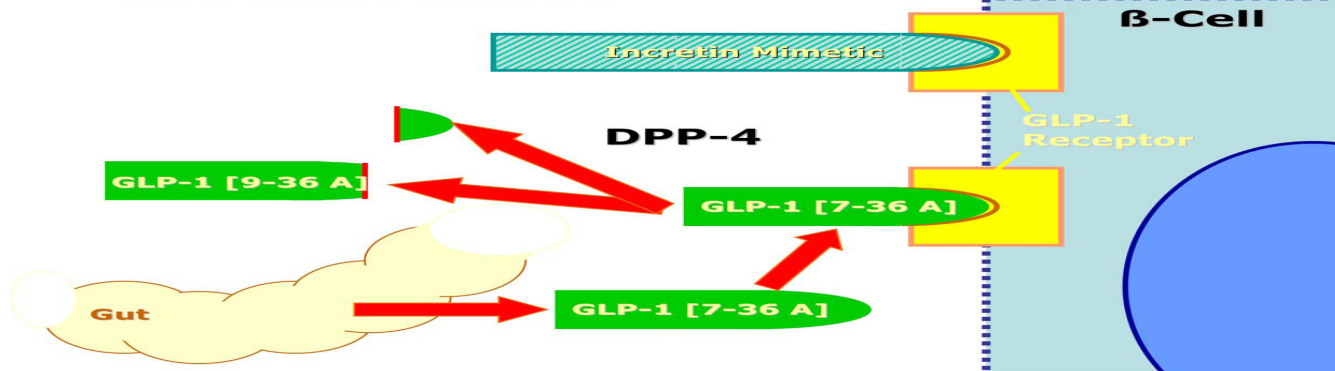 ß-Cell
Incretin Mimetic
GLP-1
Receptor
DPP-4
GLP-1 [9-36 A]
GLP-1 [7-36 A]
Gut
GLP-1 [7-36 A]